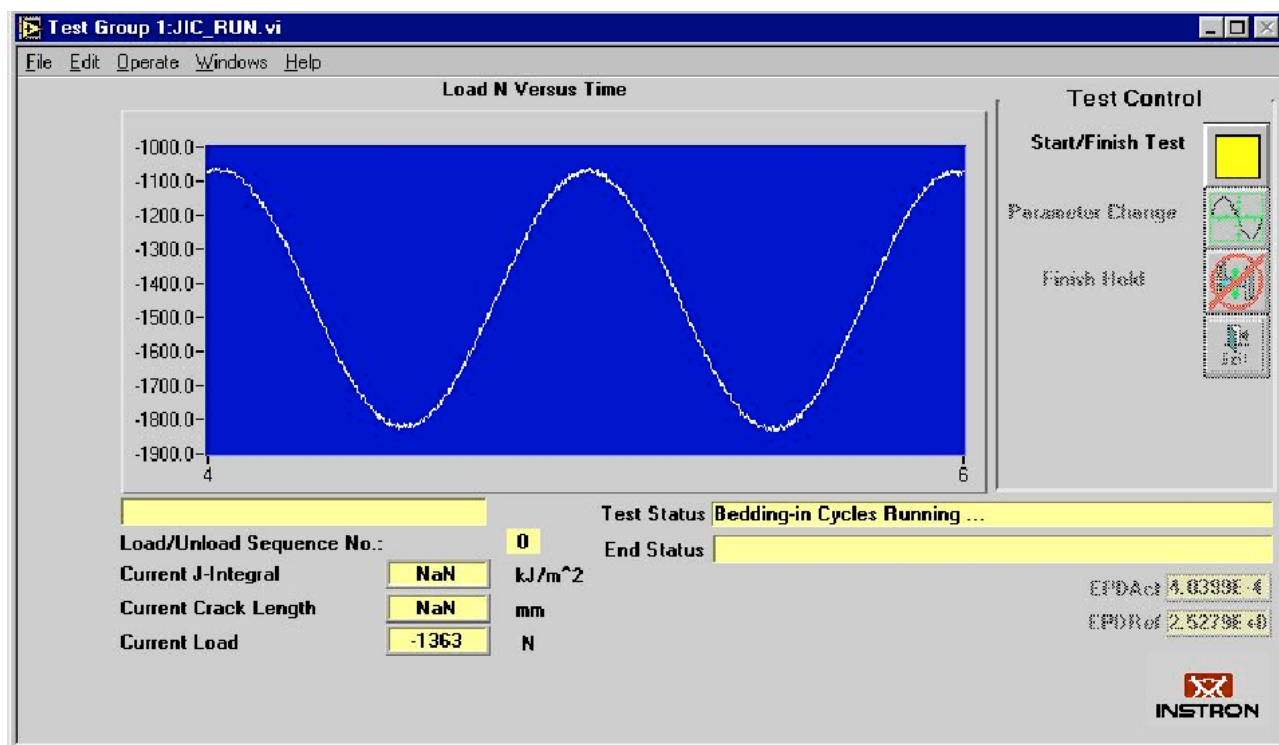 Test Group 1:JIC_RUN.vi
File Edit Operate Windows Help
Load N Versus Time
-1000.0
-1100.0
-1200.0
-1300.0
-1400.0
-1500.0
-1600.0
-1700.0
-1800.0
-1900.0
4 6
Test Control
Start/Finish Test
Parameter Change
Finish Hold
Test Status Bedding-in Cycles Running ...
Load/Unload Sequence No.: 0
End Status
Current J-Integral NaN kJ/m^2
Current Crack Length NaN mm
Current Load -1363 N
EPDAct
EPDRef
INSTRON